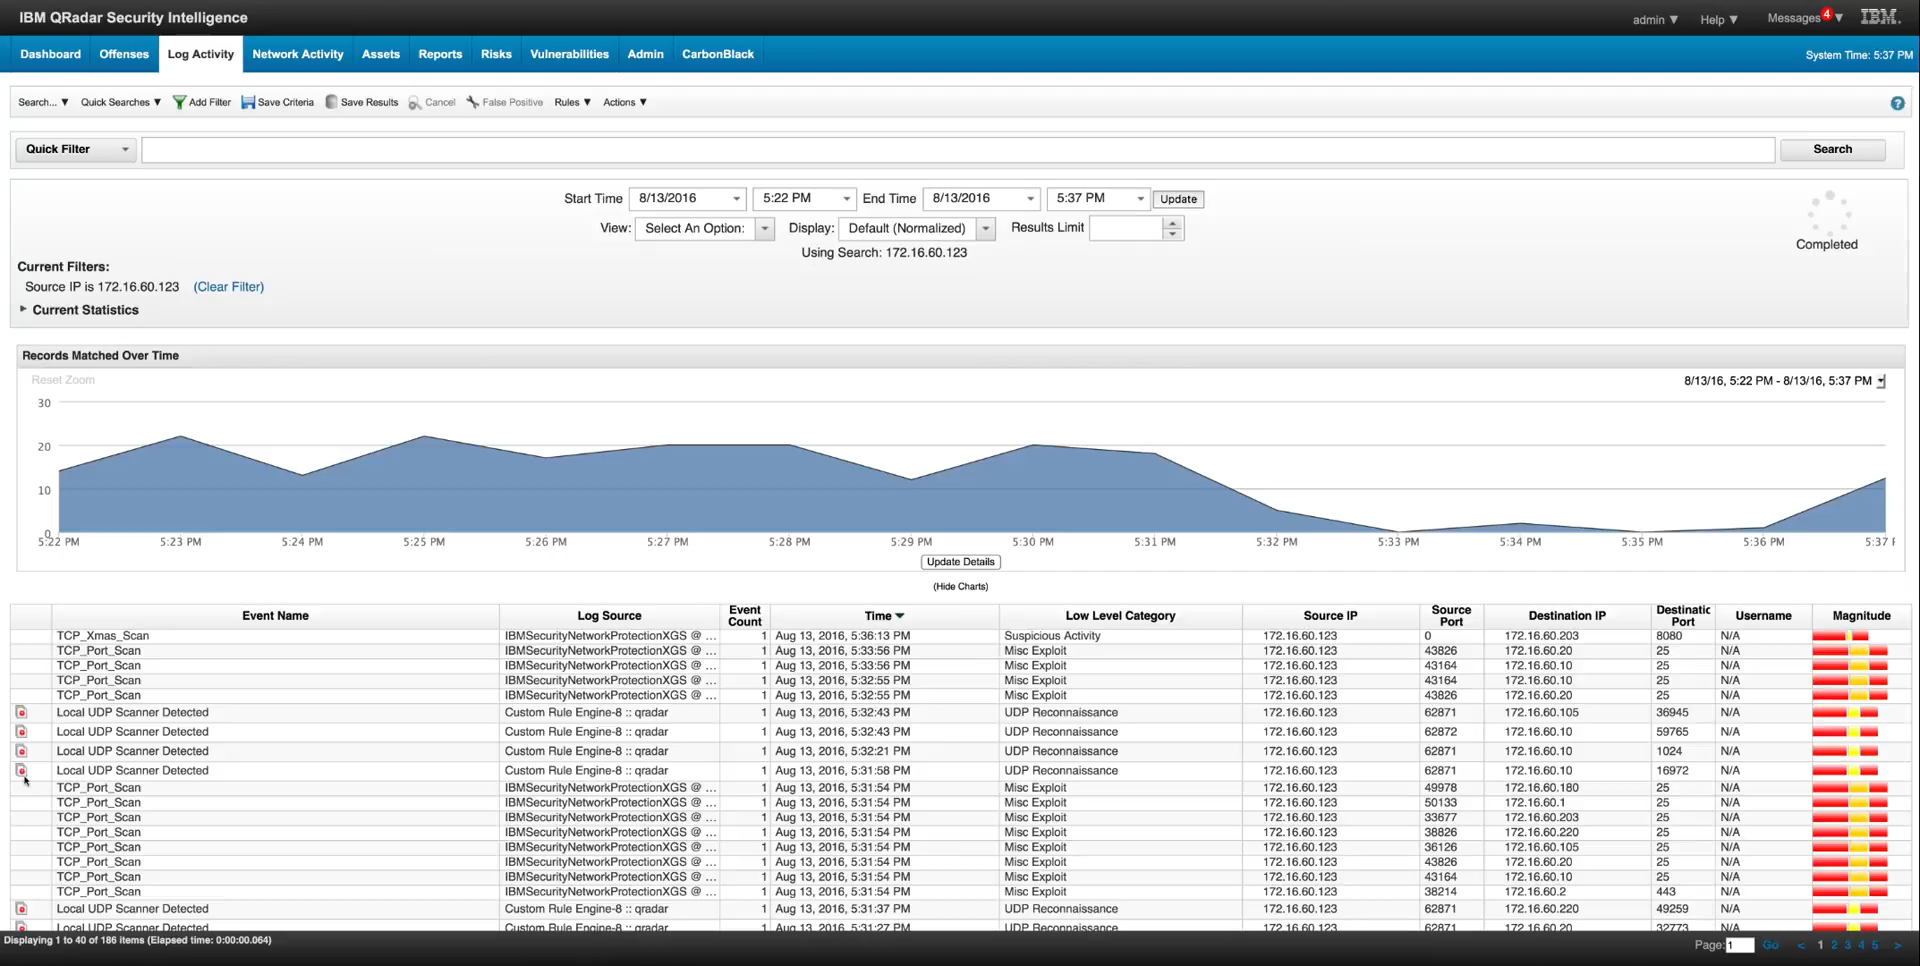 IBM QRadar Security Intelligence
admin ▼ Help ▼ Messages 4 ▼ IBM.
Dashboard Offenses Log Activity Network Activity Assets Reports Risks Vulnerabilities Admin CarbonBlack System Time: 5:37 PM
Search... ▼ Quick Searches ▼ Add Filter Save Criteria Save Results Cancel False Positive Rules ▼ Actions ▼ ?
Quick Filter Search
Start Time 8/13/2016 5:22 PM End Time 8/13/2016 5:37 PM Update
View: Select An Option: Display: Default (Normalized) Results Limit
Using Search: 172.16.60.123
Completed
Current Filters:
Source IP is 172.16.60.123 (Clear Filter)
Current Statistics
Records Matched Over Time
Reset Zoom
8/13/16, 5:22 PM - 8/13/16, 5:37 PM
30
20
10
0
5:22 PM 5:23 PM 5:24 PM 5:25 PM 5:26 PM 5:27 PM 5:28 PM 5:29 PM 5:30 PM 5:31 PM 5:32 PM 5:33 PM 5:34 PM 5:35 PM 5:36 PM 5:37 F
Update Details
(Hide Charts)
Event Name Log Source Event Count Time Low Level Category Source IP Source Port Destination IP Destinatic Port Username Magnitude
TCP_Xmas_Scan IBMSecurityNetworkProtectionXGS @ ... 1 Aug 13, 2016, 5:36:13 PM Suspicious Activity 172.16.60.123 0 172.16.60.203 8080 N/A
TCP_Port_Scan IBMSecurityNetworkProtectionXGS @ ... 1 Aug 13, 2016, 5:33:56 PM Misc Exploit 172.16.60.123 43826 172.16.60.20 25 N/A
TCP_Port_Scan IBMSecurityNetworkProtectionXGS @ ... 1 Aug 13, 2016, 5:33:56 PM Misc Exploit 172.16.60.123 43164 172.16.60.10 25 N/A
TCP_Port_Scan IBMSecurityNetworkProtectionXGS @ ... 1 Aug 13, 2016, 5:32:55 PM Misc Exploit 172.16.60.123 43164 172.16.60.10 25 N/A
TCP_Port_Scan IBMSecurityNetworkProtectionXGS @ ... 1 Aug 13, 2016, 5:32:55 PM Misc Exploit 172.16.60.123 43826 172.16.60.20 25 N/A
Local UDP Scanner Detected Custom Rule Engine-8 :: qradar 1 Aug 13, 2016, 5:32:43 PM UDP Reconnaissance 172.16.60.123 62871 172.16.60.105 36945 N/A
Local UDP Scanner Detected Custom Rule Engine-8 :: qradar 1 Aug 13, 2016, 5:32:43 PM UDP Reconnaissance 172.16.60.123 62872 172.16.60.10 59765 N/A
Local UDP Scanner Detected Custom Rule Engine-8 :: qradar 1 Aug 13, 2016, 5:32:21 PM UDP Reconnaissance 172.16.60.123 62871 172.16.60.10 1024 N/A
Local UDP Scanner Detected Custom Rule Engine-8 :: qradar 1 Aug 13, 2016, 5:31:58 PM UDP Reconnaissance 172.16.60.123 62871 172.16.60.10 16972 N/A
TCP_Port_Scan IBMSecurityNetworkProtectionXGS @ ... 1 Aug 13, 2016, 5:31:54 PM Misc Exploit 172.16.60.123 49978 172.16.60.180 25 N/A
TCP_Port_Scan IBMSecurityNetworkProtectionXGS @ ... 1 Aug 13, 2016, 5:31:54 PM Misc Exploit 172.16.60.123 50133 172.16.60.1 25 N/A
TCP_Port_Scan IBMSecurityNetworkProtectionXGS @ ... 1 Aug 13, 2016, 5:31:54 PM Misc Exploit 172.16.60.123 33677 172.16.60.203 25 N/A
TCP_Port_Scan IBMSecurityNetworkProtectionXGS @ ... 1 Aug 13, 2016, 5:31:54 PM Misc Exploit 172.16.60.123 38826 172.16.60.220 25 N/A
TCP_Port_Scan IBMSecurityNetworkProtectionXGS @ ... 1 Aug 13, 2016, 5:31:54 PM Misc Exploit 172.16.60.123 36126 172.16.60.105 25 N/A
TCP_Port_Scan IBMSecurityNetworkProtectionXGS @ ... 1 Aug 13, 2016, 5:31:54 PM Misc Exploit 172.16.60.123 43826 172.16.60.20 25 N/A
TCP_Port_Scan IBMSecurityNetworkProtectionXGS @ ... 1 Aug 13, 2016, 5:31:54 PM Misc Exploit 172.16.60.123 43164 172.16.60.10 25 N/A
TCP_Port_Scan IBMSecurityNetworkProtectionXGS @ ... 1 Aug 13, 2016, 5:31:54 PM Misc Exploit 172.16.60.123 38214 172.16.60.2 443 N/A
Local UDP Scanner Detected Custom Rule Engine-8 :: qradar 1 Aug 13, 2016, 5:31:37 PM UDP Reconnaissance 172.16.60.123 62871 172.16.60.220 49259 N/A
Local UDP Scanner Detected Custom Rule Engine-8 :: qradar 1 Aug 13, 2016, 5:31:27 PM UDP Reconnaissance 172.16.60.123 62871 172.16.60.20 32773 N/A
Displaying 1 to 40 of 186 items (Elapsed time: 0:00:00.064)
Page: 1 Go < 1 2 3 4 5 >